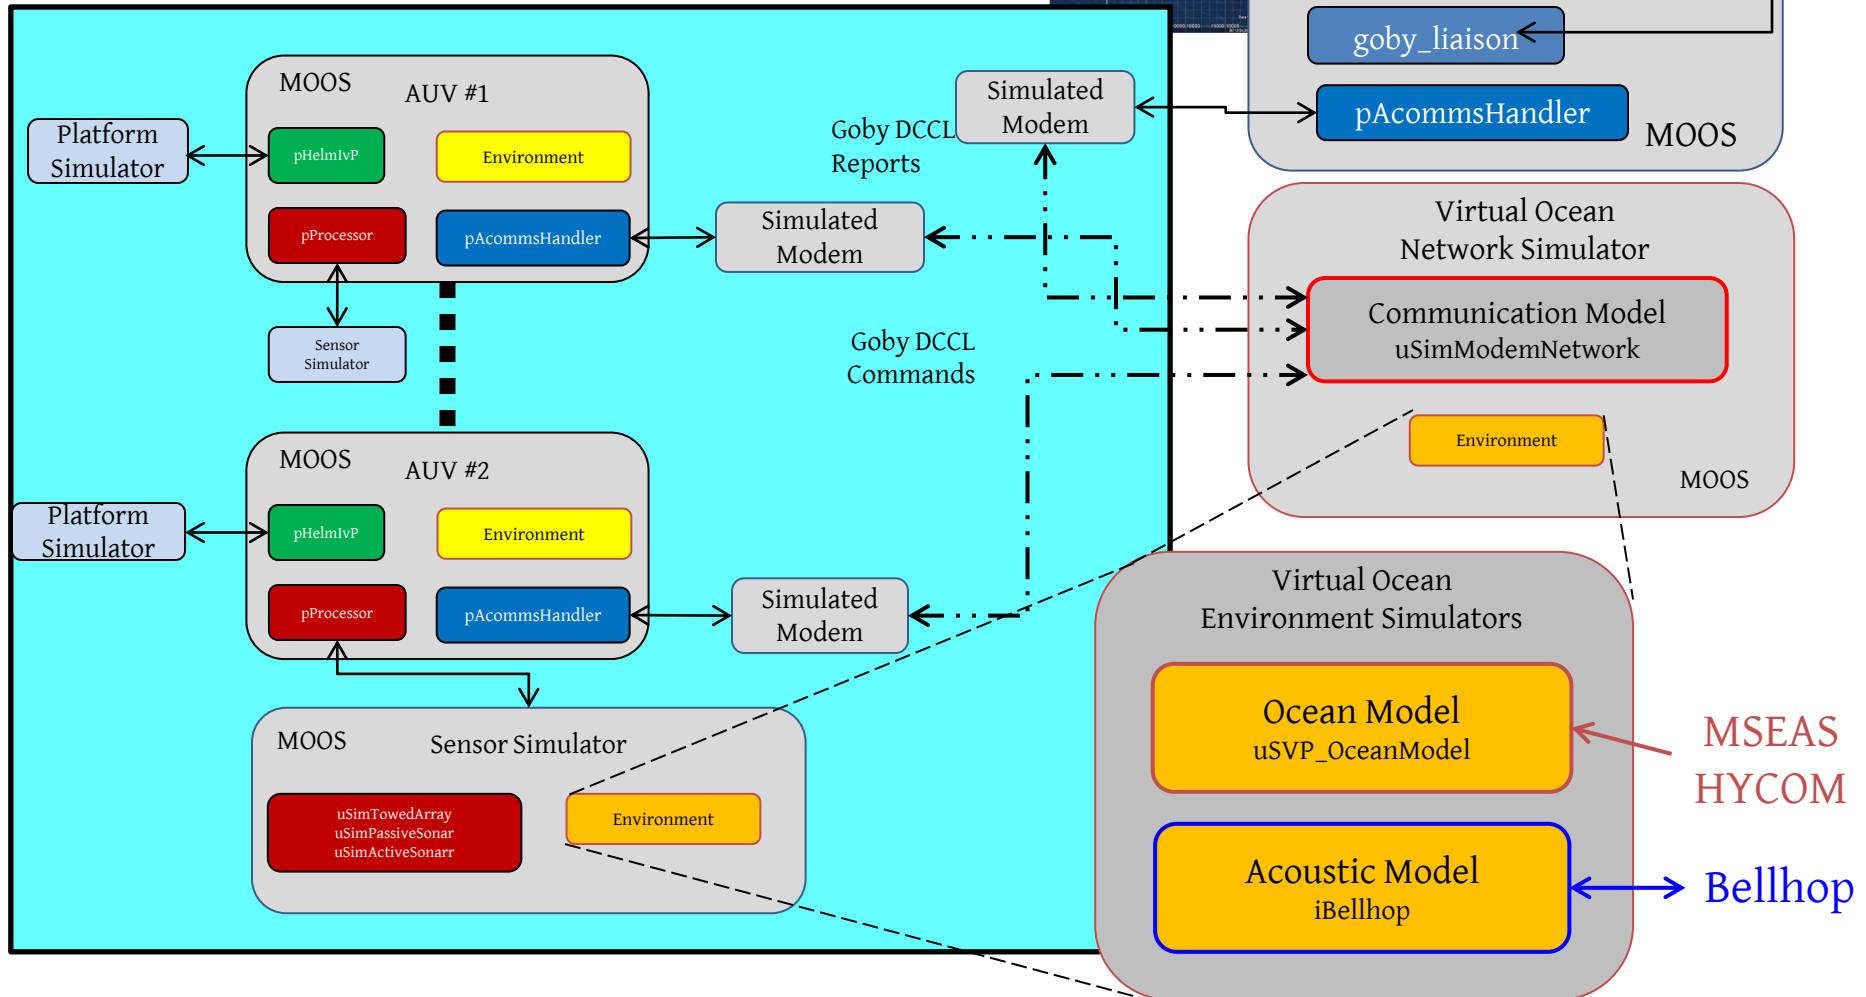 goby_liaison
pAcommsHandler
MOOS
MOOS
AUV #1
Platform
Simulator
pHelmIvP
Environment
pProcessor
pAcommsHandler
Sensor
Simulator
Simulated
Modem
Goby DCCL
Reports
Simulated
Modem
Goby DCCL
Commands
Virtual Ocean
Network Simulator
Communication Model
uSimModemNetwork
Environment
MOOS
MOOS
AUV #2
Platform
Simulator
pHelmIvP
Environment
pProcessor
pAcommsHandler
Simulated
Modem
MOOS
Sensor Simulator
uSimTowedArray
uSimPassiveSonar
uSimActiveSonarr
Environment
Virtual Ocean
Environment Simulators
Ocean Model
uSVP_OceanModel
MSEAS
HYCOM
Acoustic Model
iBellhop
Bellhop